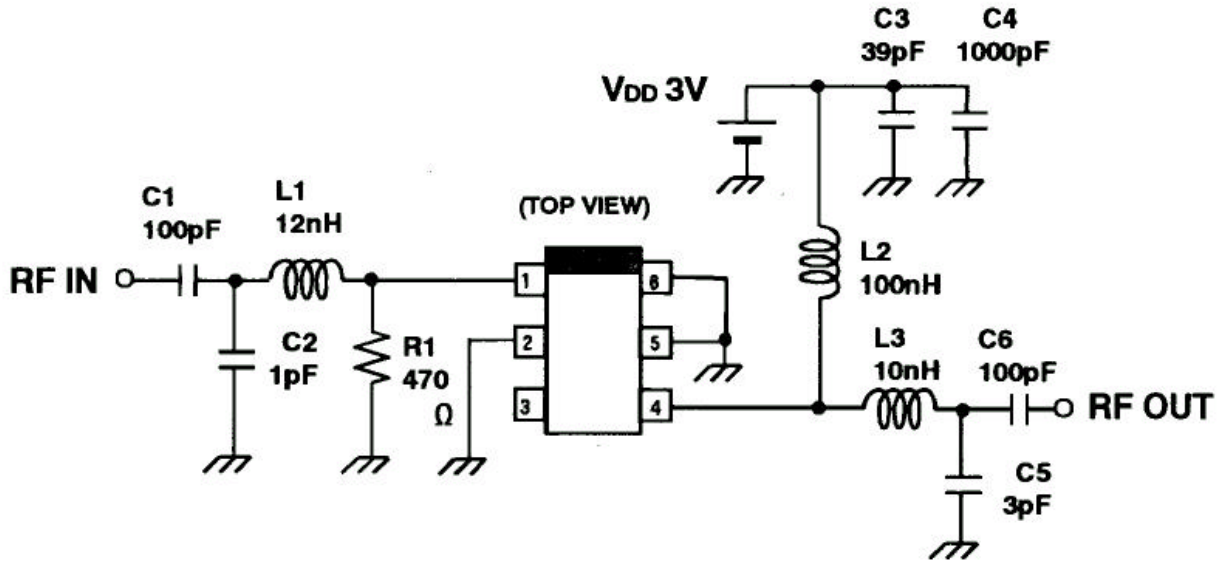 C3
39pF
C4
1000pF
VDD 3V
C1
100pF
L1
12nH
(TOP VIEW)
L2
100nH
RF IN
1
6
C2
1pF
R1
470
Ω
2
5
L3
10nH
C6
100pF
3
4
RF OUT
C5
3pF